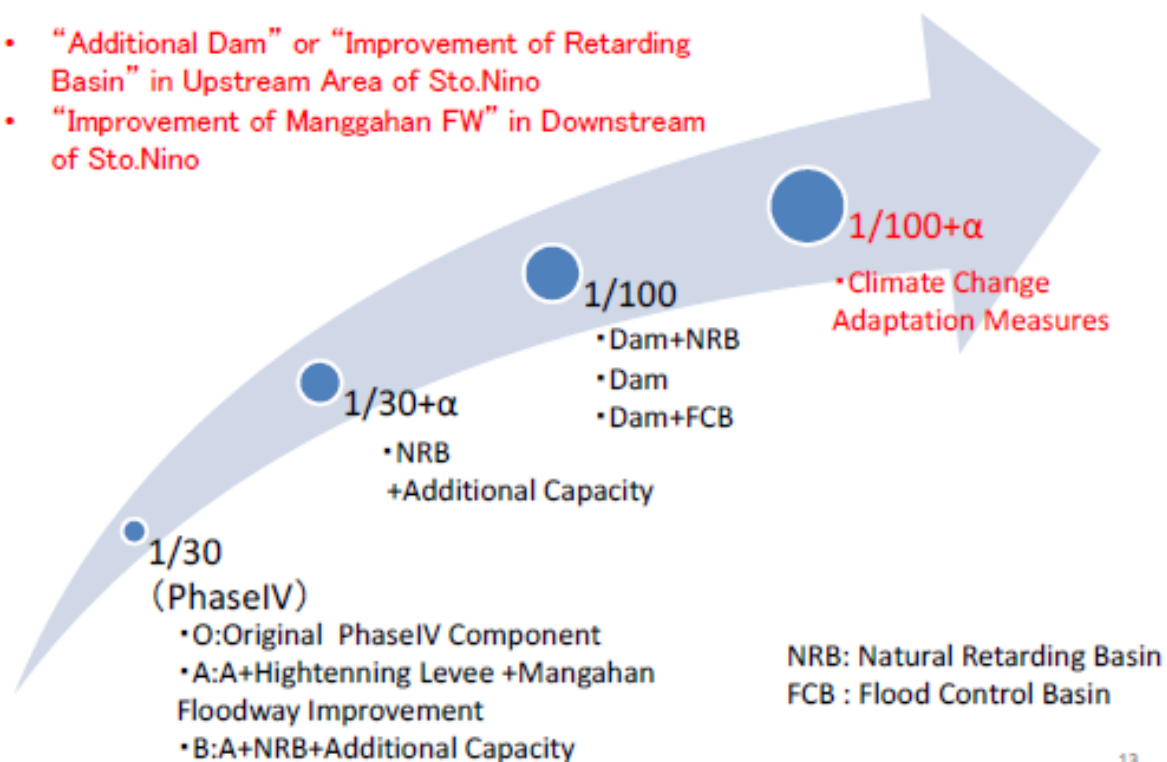 • “Additional Dam” or “Improvement of Retarding
Basin” in Upstream Area of Sto.Nino
• “Improvement of Manggahan FW” in Downstream
of Sto.Nino
1/100+α
・Climate Change
Adaptation Measures
1/100
・Dam+NRB
・Dam
・Dam+FCB
1/30+α
・NRB
+Additional Capacity
1/30
（PhaseIV）
・O:Original PhaseIV Component
・A:A+Hightenning Levee +Mangahan
Floodway Improvement
・B:A+NRB+Additional Capacity
NRB: Natural Retarding Basin
FCB : Flood Control Basin
13